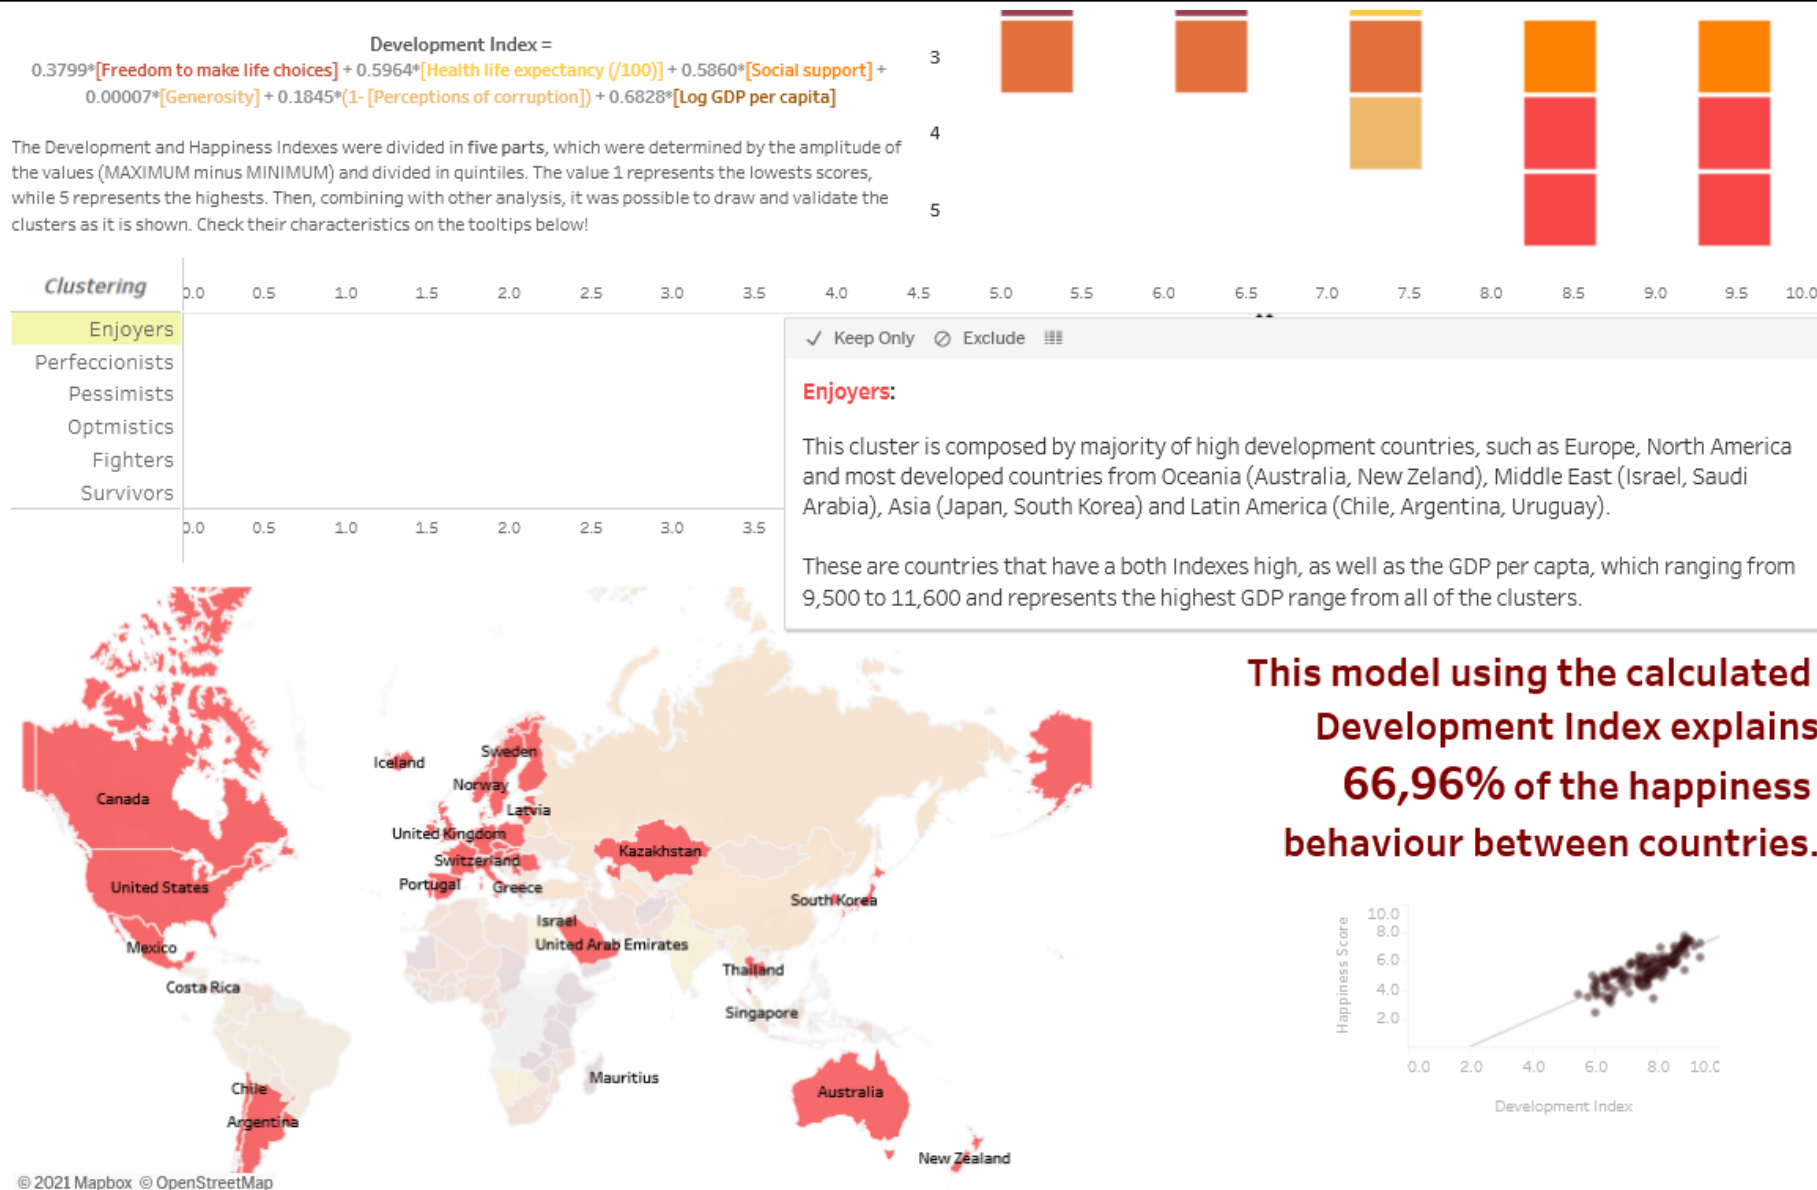 Development Index =
0.3799*[Freedom to make life choices] + 0.5964*[Health life expectancy (/100)] + 0.5860*[Social support] +
0.00007*[Generosity] + 0.1845*(1- [Perceptions of corruption]) + 0.6828*[Log GDP per capita]
The Development and Happiness Indexes were divided in five parts, which were determined by the amplitude of
the values (MAXIMUM minus MINIMUM) and divided in quintiles. The value 1 represents the lowests scores,
while 5 represents the highests. Then, combining with other analysis, it was possible to draw and validate the
clusters as it is shown. Check their characteristics on the tooltips below!
3
4
5
Clustering
0.0 0.5 1.0 1.5 2.0 2.5 3.0 3.5 4.0 4.5 5.0 5.5 6.0 6.5 7.0 7.5 8.0 8.5 9.0 9.5 10.0
Enjoyers
Perfeccionists
Pessimists
Optmistics
Fighters
Survivors
0.0 0.5 1.0 1.5 2.0 2.5 3.0 3.5
Keep Only Exclude
Enjoyers:
This cluster is composed by majority of high development countries, such as Europe, North America
and most developed countries from Oceania (Australia, New Zeland), Middle East (Israel, Saudi
Arabia), Asia (Japan, South Korea) and Latin America (Chile, Argentina, Uruguay).
These are countries that have a both Indexes high, as well as the GDP per capta, which ranging from
9,500 to 11,600 and represents the highest GDP range from all of the clusters.
Iceland
Sweden
Norway
Latvia
Canada
United Kingdom
Switzerland
Kazakhstan
United States
Portugal
Greece
South Korea
Israel
United Arab Emirates
Mexico
Thailand
Costa Rica
Singapore
Mauritius
Chile
Australia
Argentina
New Zealand
© 2021 Mapbox © OpenStreetMap
This model using the calculated
Development Index explains
66,96% of the happiness
behaviour between countries.
Happiness Score
10.0
8.0
6.0
4.0
2.0
0.0 2.0 4.0 6.0 8.0 10.0
Development Index